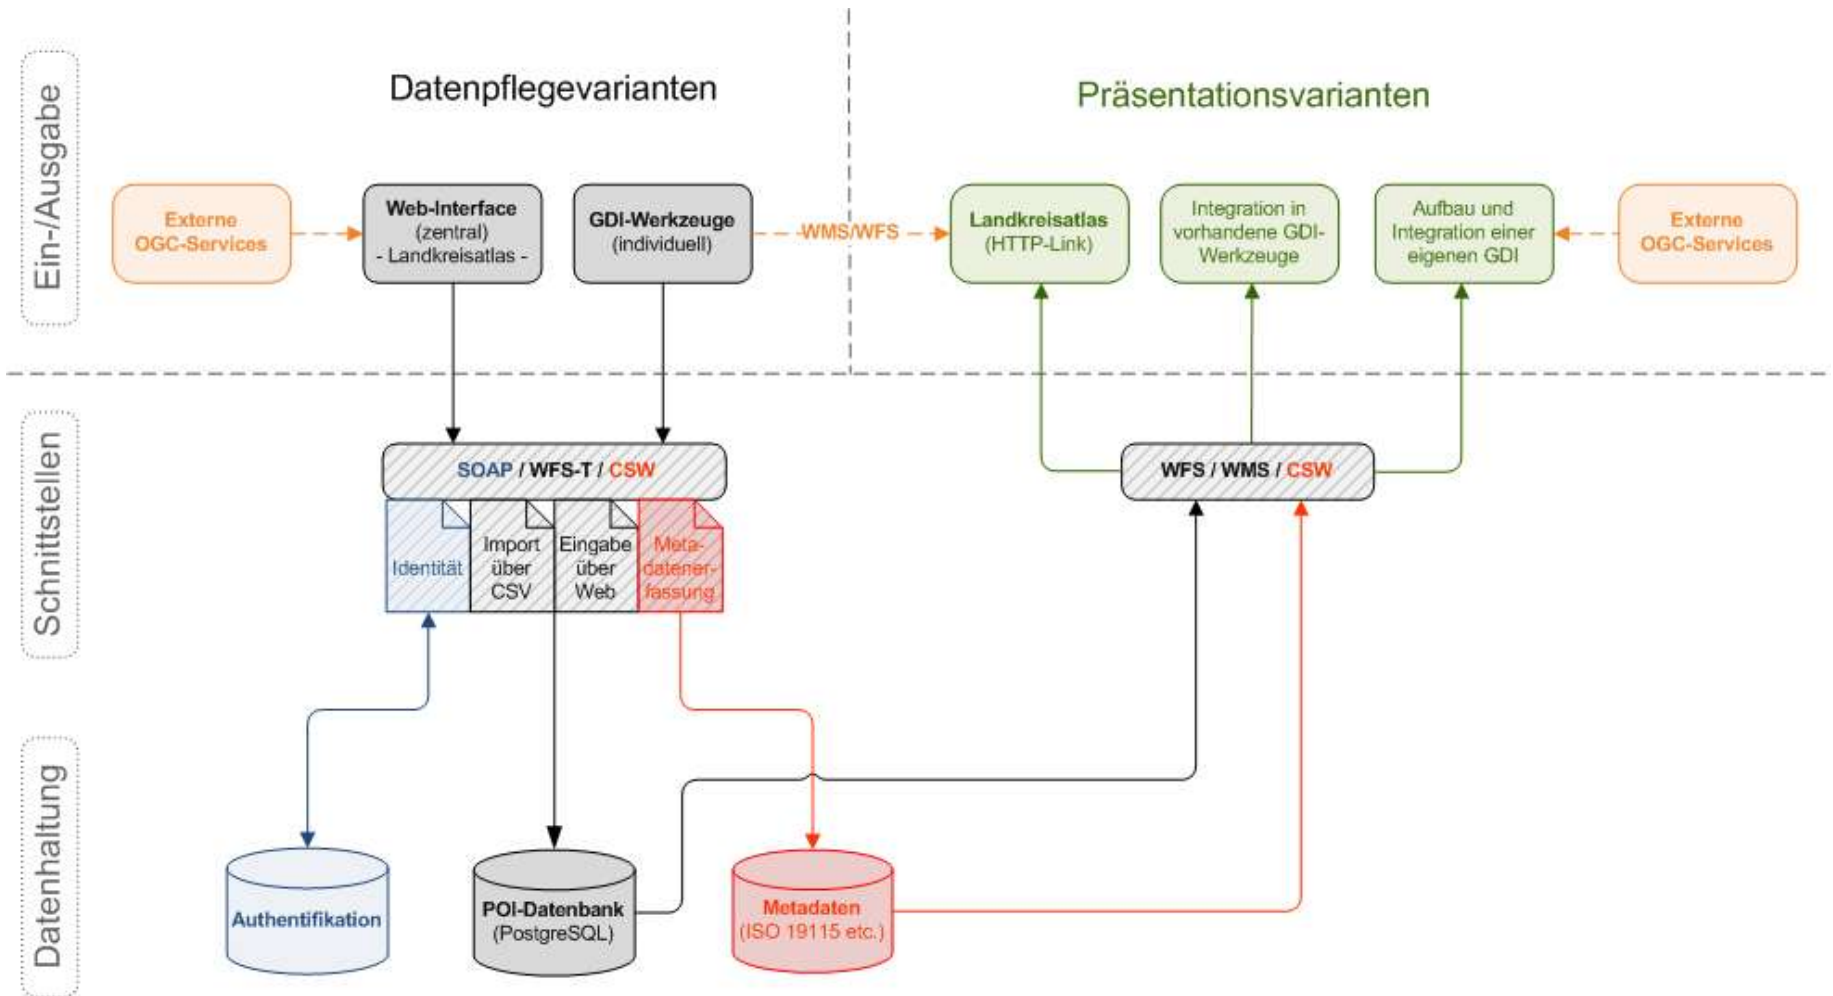 Ein-/Ausgabe
Datenpflegevarianten
Präsentationsvarianten
Externe
OGC-Services
Web-Interface
(zentral)
- Landkreisatlas -
GDI-Werkzeuge
(individuell)
WMS/WFS
Landkreisatlas
(HTTP-Link)
Integration in
vorhandene GDI-
Werkzeuge
Aufbau und
Integration einer
eigenen GDI
Externe
OGC-Services
Schnittstellen
SOAP / WFS-T / CSW
WFS / WMS / CSW
Identität
Import
über
CSV
Eingabe
über
Web
Meta-
datener-
fassung
Datenhaltung
Authentifikation
POI-Datenbank
(PostgreSQL)
Metadaten
(ISO 19115 etc.)